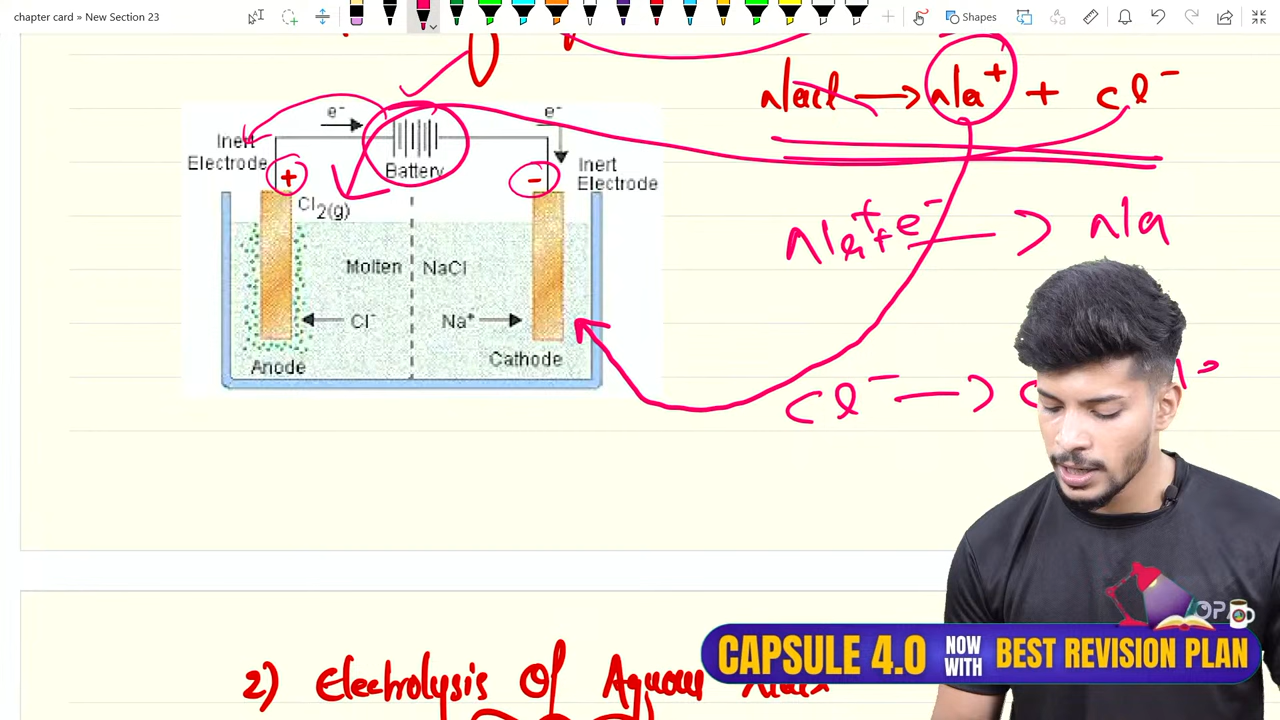 chapter card » New Section 23
Shapes
NaCl → Na⁺ + Cl⁻
e⁻
e⁻
Inert
Electrode
+
Battery
-
Inert
Electrode
Cl₂(g)
Na⁺ + e⁻ → Na
Molten NaCl
Cl⁻
Na⁺
Anode
Cathode
Cl⁻ →
2) Electrolysis Of Aqueous NaCl
CAPSULE 4.0 NOW WITH BEST REVISION PLAN